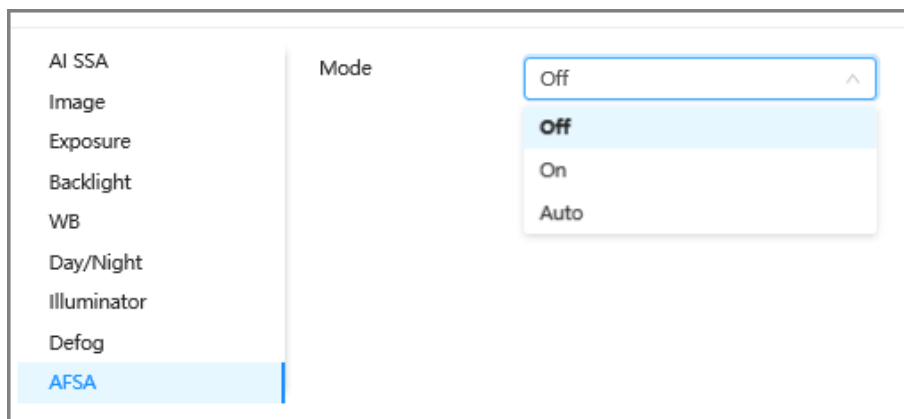 AI SSA
Image
Exposure
Backlight
WB
Day/Night
Illuminator
Defog
AFSA
Mode
Off
Off
On
Auto